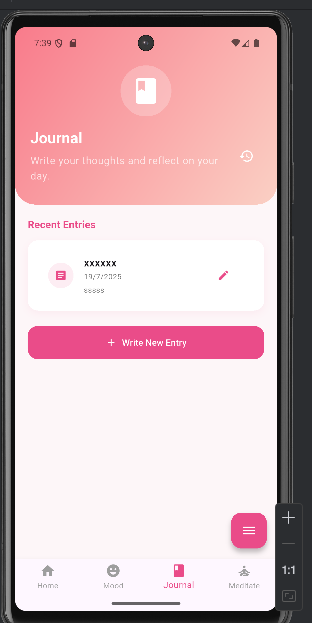 7:39
Journal
Write your thoughts and reflect on your
day.
Recent Entries
xxxxxx
19/7/2025
sssss
+ Write New Entry
Home
Mood
Journal
Meditate
1:1